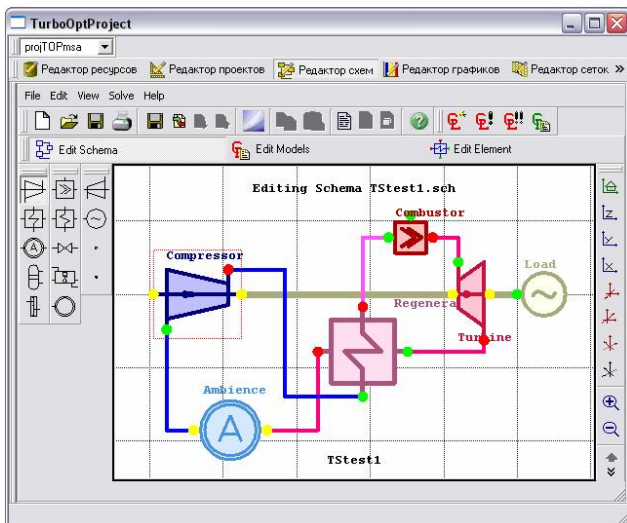 TurboOptProject
projTOPmsa
Редактор ресурсов Редактор проектов Редактор схем Редактор графиков Редактор сеток »
File Edit View Solve Help
Edit Schema Edit Models Edit Element
Editing Schema TStest1.sch
Combustor
Compressor
Load
Regenera
Turbine
Ambience
A
TStest1